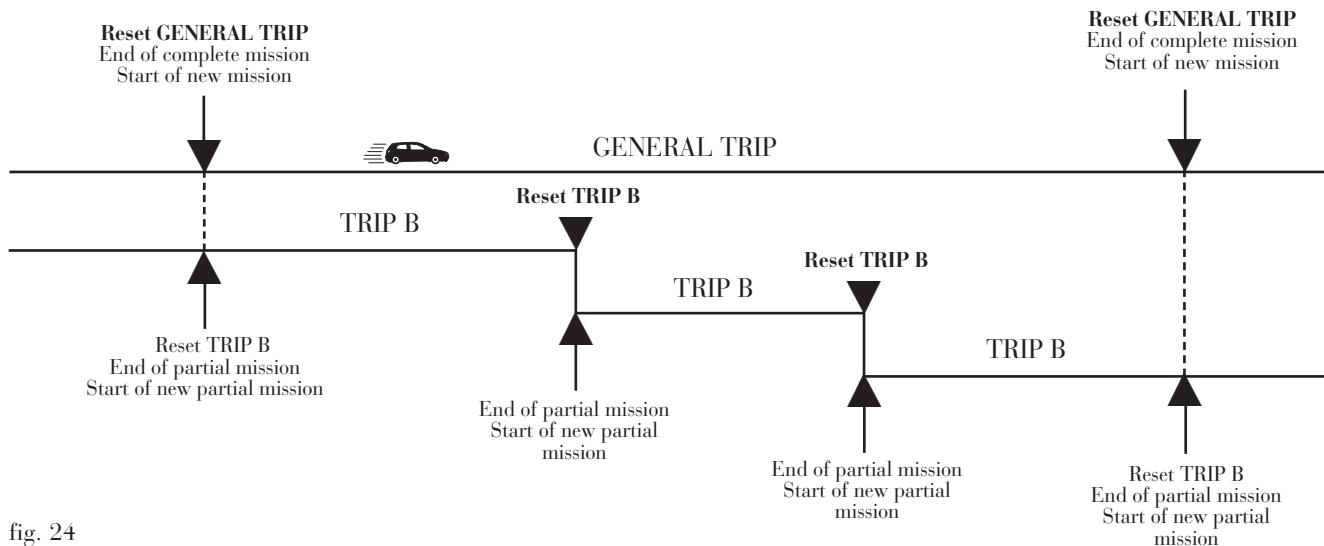 Reset GENERAL TRIP
End of complete mission
Start of new mission
Reset GENERAL TRIP
End of complete mission
Start of new mission
GENERAL TRIP
Reset TRIP B
TRIP B
Reset TRIP B
TRIP B
TRIP B
Reset TRIP B
End of partial mission
Start of new partial mission
End of partial mission
Start of new partial
mission
End of partial mission
Start of new partial
mission
Reset TRIP B
End of partial mission
Start of new partial
mission
fig. 24